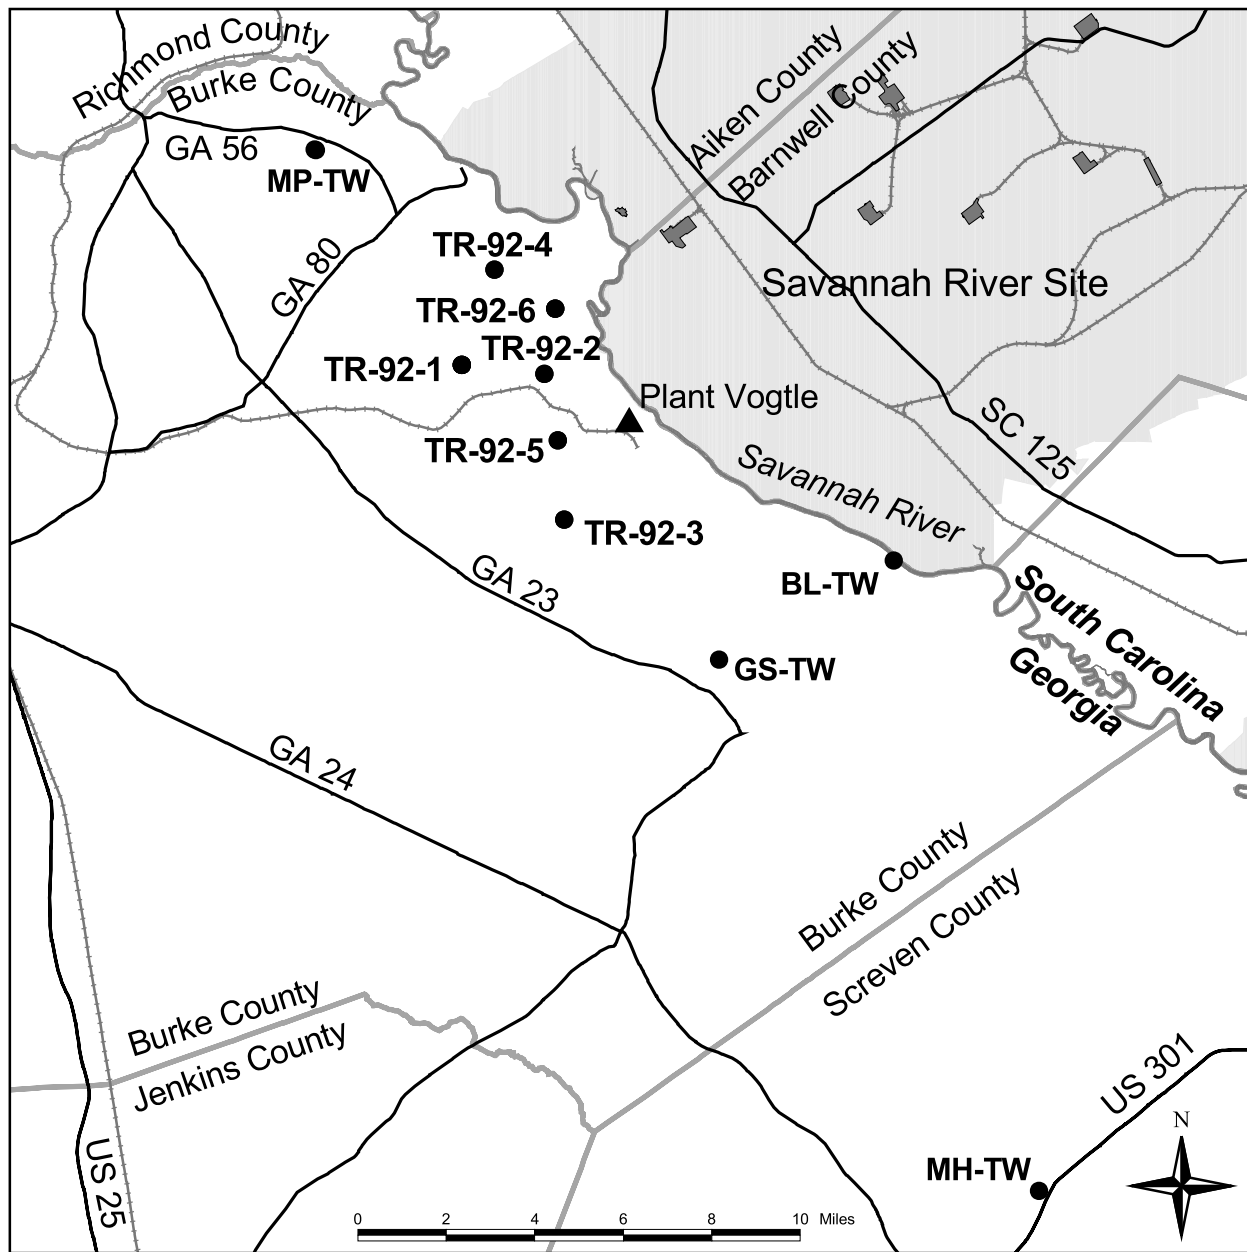 Richmond County
Burke County
GA 56
MP-TW
Aiken County
Barnwell County
TR-92-4
GA 80
Savannah River Site
TR-92-6
TR-92-2
TR-92-1
Plant Vogtle
SC 125
TR-92-5
Savannah River
TR-92-3
GA 23
BL-TW
South Carolina
Georgia
GS-TW
GA 24
Burke County
Screven County
Burke County
Jenkins County
US 301
US 25
N
MH-TW
0 2 4 6 8 10 Miles